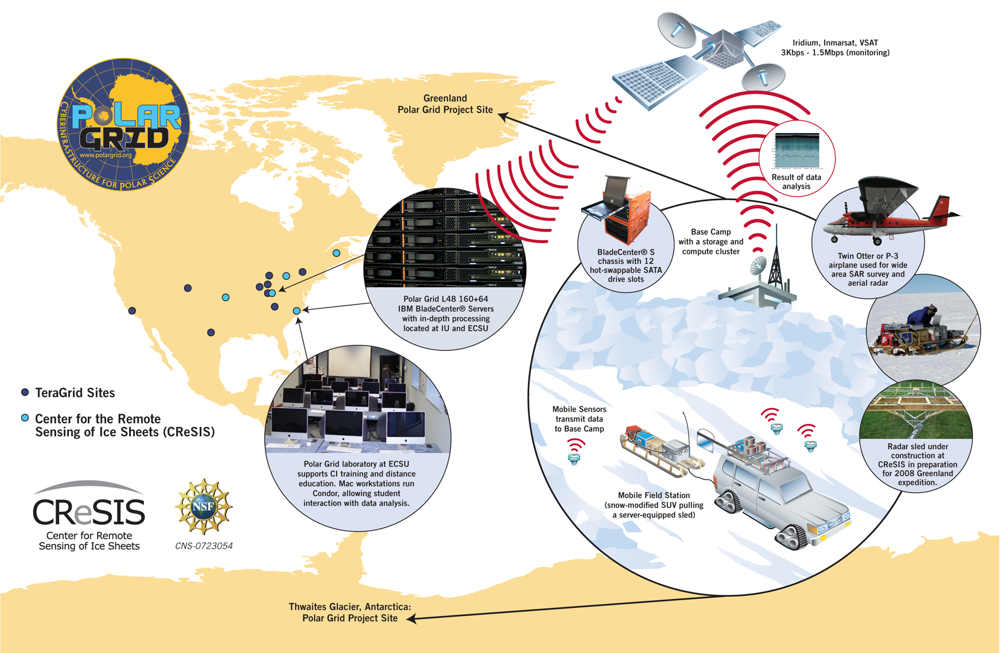 POLAR
GRID
www.polargrid.org
CYBERINFRASTRUCTURE FOR POLAR SCIENCE
Iridium, Inmarsat, VSAT
3Kbps - 1.5Mbps (monitoring)
Greenland
Polar Grid Project Site
Result of data
analysis
BladeCenter® S
chassis with 12
hot-swappable SATA
drive slots
Base Camp
with a storage and
compute cluster
Twin Otter or P-3
airplane used for wide
area SAR survey and
aerial radar
Polar Grid L48 160+64
IBM BladeCenter® Servers
with in-depth processing
located at IU and ECSU
TeraGrid Sites
Center for the Remote
Sensing of Ice Sheets (CReSIS)
Mobile Sensors
transmit data
to Base Camp
Radar sled under
construction at
CReSIS in preparation
for 2008 Greenland
expedition.
Polar Grid laboratory at ECSU
supports CI training and distance
education. Mac workstations run
Condor, allowing student
interaction with data analysis.
Mobile Field Station
(snow-modified SUV pulling
a server-equipped sled)
CReSIS
Center for Remote
Sensing of Ice Sheets
NSF
CNS-0723054
Thwaites Glacier, Antarctica:
Polar Grid Project Site